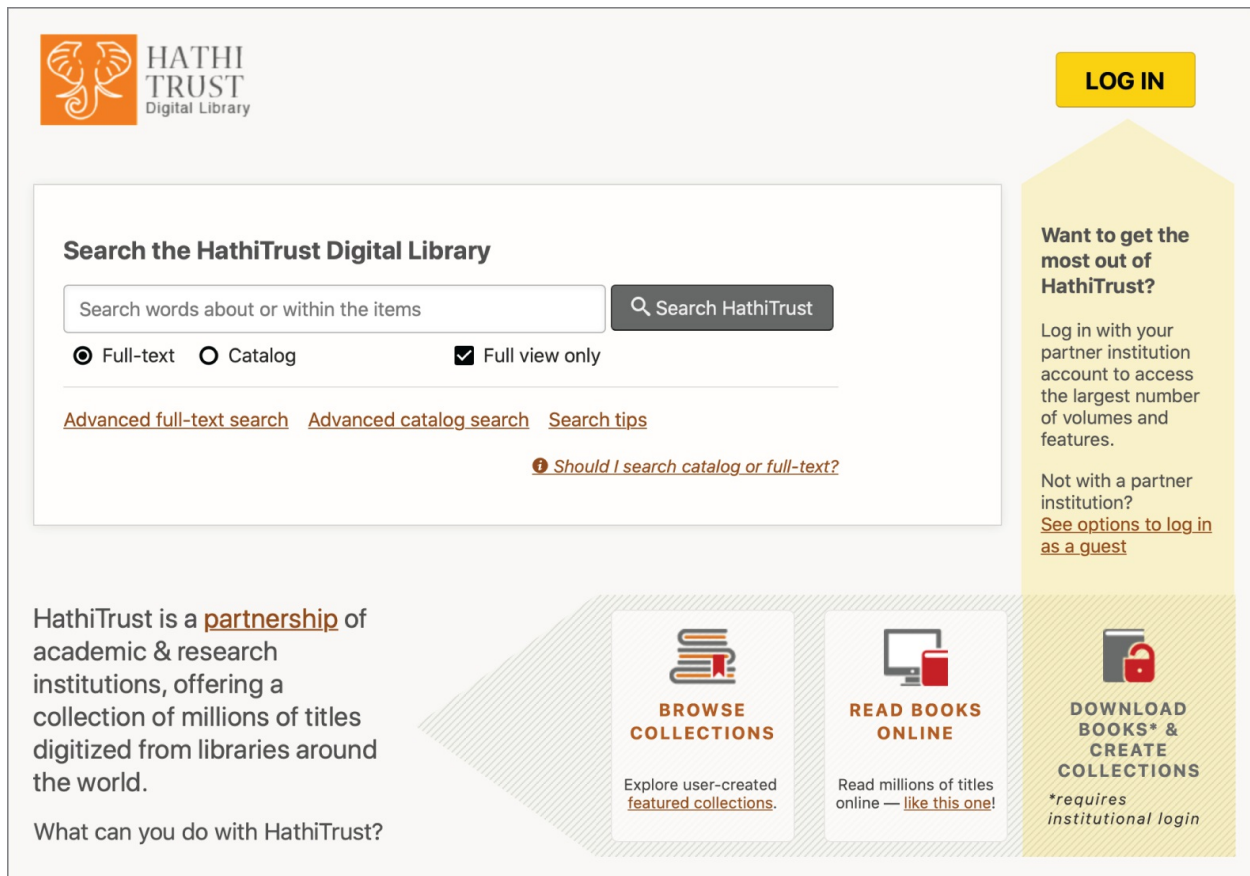 HATHI
TRUST
Digital Library
LOG IN
Search the HathiTrust Digital Library
Search words about or within the items
Search HathiTrust
Full-text Catalog Full view only
Advanced full-text search Advanced catalog search Search tips
Should I search catalog or full-text?
Want to get the
most out of
HathiTrust?
Log in with your
partner institution
account to access
the largest number
of volumes and
features.
Not with a partner
institution?
See options to log in
as a guest
HathiTrust is a partnership of
academic & research
institutions, offering a
collection of millions of titles
digitized from libraries around
the world.
What can you do with HathiTrust?
BROWSE
COLLECTIONS
Explore user-created
featured collections.
READ BOOKS
ONLINE
Read millions of titles
online — like this one!
DOWNLOAD
BOOKS* &
CREATE
COLLECTIONS
*requires
institutional login